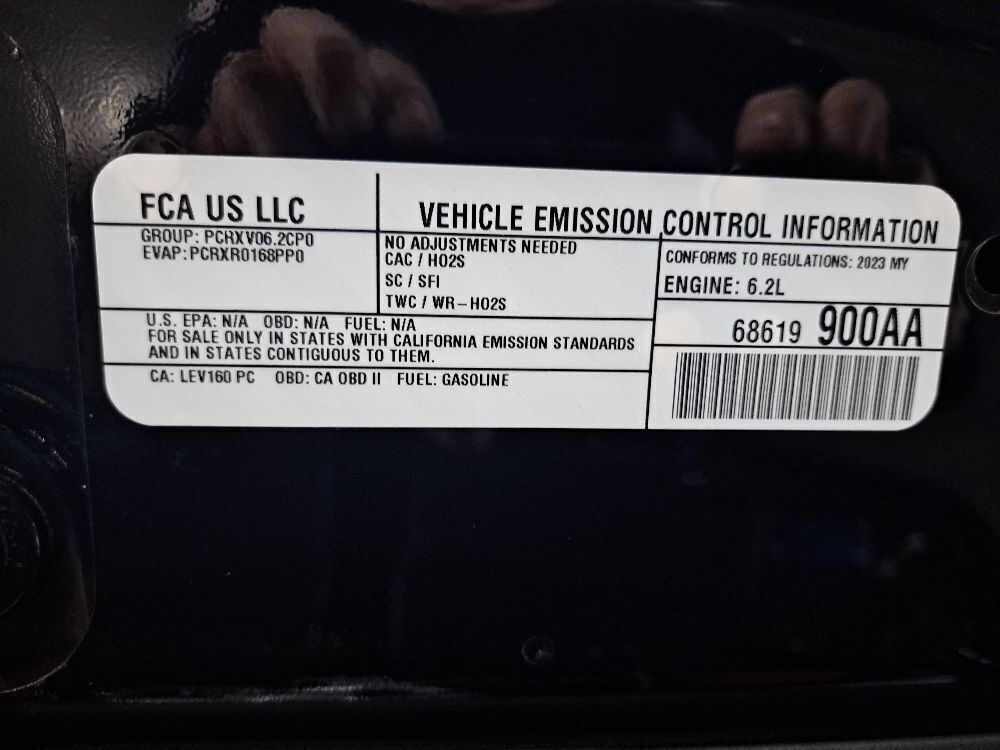 FCA US LLC
VEHICLE EMISSION CONTROL INFORMATION
GROUP: PCRXV06.2CP0
EVAP: PCRXR0168PP0
NO ADJUSTMENTS NEEDED
CAC / HO2S
SC / SFI
TWC / WR-HO2S
CONFORMS TO REGULATIONS: 2023 MY
ENGINE: 6.2L
68619 900AA
U.S. EPA: N/A OBD: N/A FUEL: N/A
FOR SALE ONLY IN STATES WITH CALIFORNIA EMISSION STANDARDS
AND IN STATES CONTIGUOUS TO THEM.
CA: LEV160 PC OBD: CA OBD II FUEL: GASOLINE